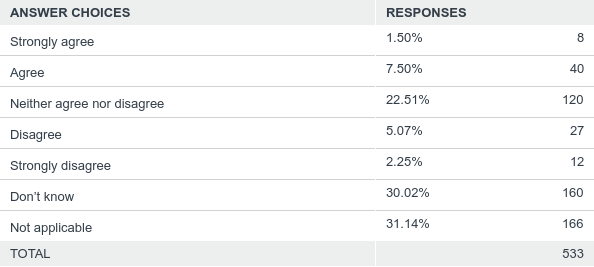 ANSWER CHOICES RESPONSES
Strongly agree 1.50% 8
Agree 7.50% 40
Neither agree nor disagree 22.51% 120
Disagree 5.07% 27
Strongly disagree 2.25% 12
Don't know 30.02% 160
Not applicable 31.14% 166
TOTAL 533